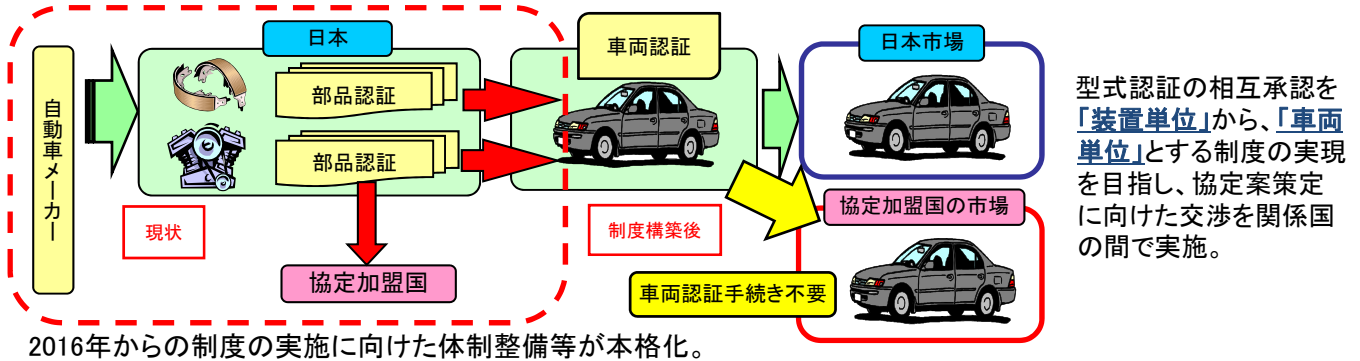 日本
車両認証
日本市場
自動車メーカー
部品認証
部品認証
型式認証の相互承認を
「装置単位」から、「車両
単位」とする制度の実現
を目指し、協定案策定
に向けた交渉を関係国
の間で実施。
現状
制度構築後
協定加盟国の市場
協定加盟国
車両認証手続き不要
2016年からの制度の実施に向けた体制整備等が本格化。